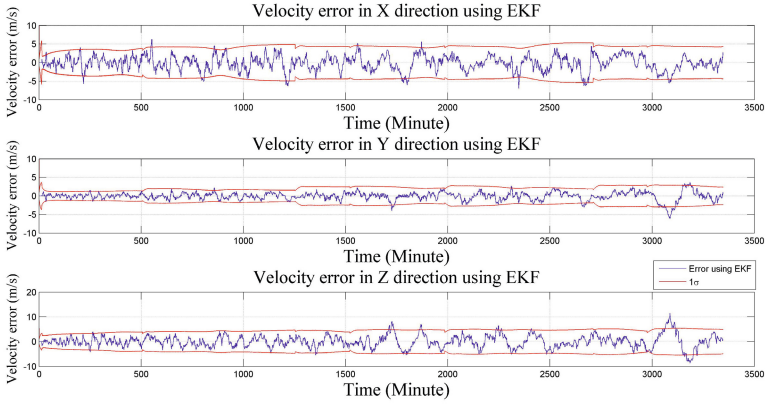 Velocity error in X direction using EKF
Velocity error (m/s)
10
5
0
-5
-10
0 500 1000 1500 2000 2500 3000 3500
Time (Minute)
Velocity error in Y direction using EKF
Velocity error (m/s)
10
5
0
-5
-10
0 500 1000 1500 2000 2500 3000 3500
Time (Minute)
Error using EKF
1σ
Velocity error in Z direction using EKF
Velocity error (m/s)
20
10
0
-10
0 500 1000 1500 2000 2500 3000 3500
Time (Minute)